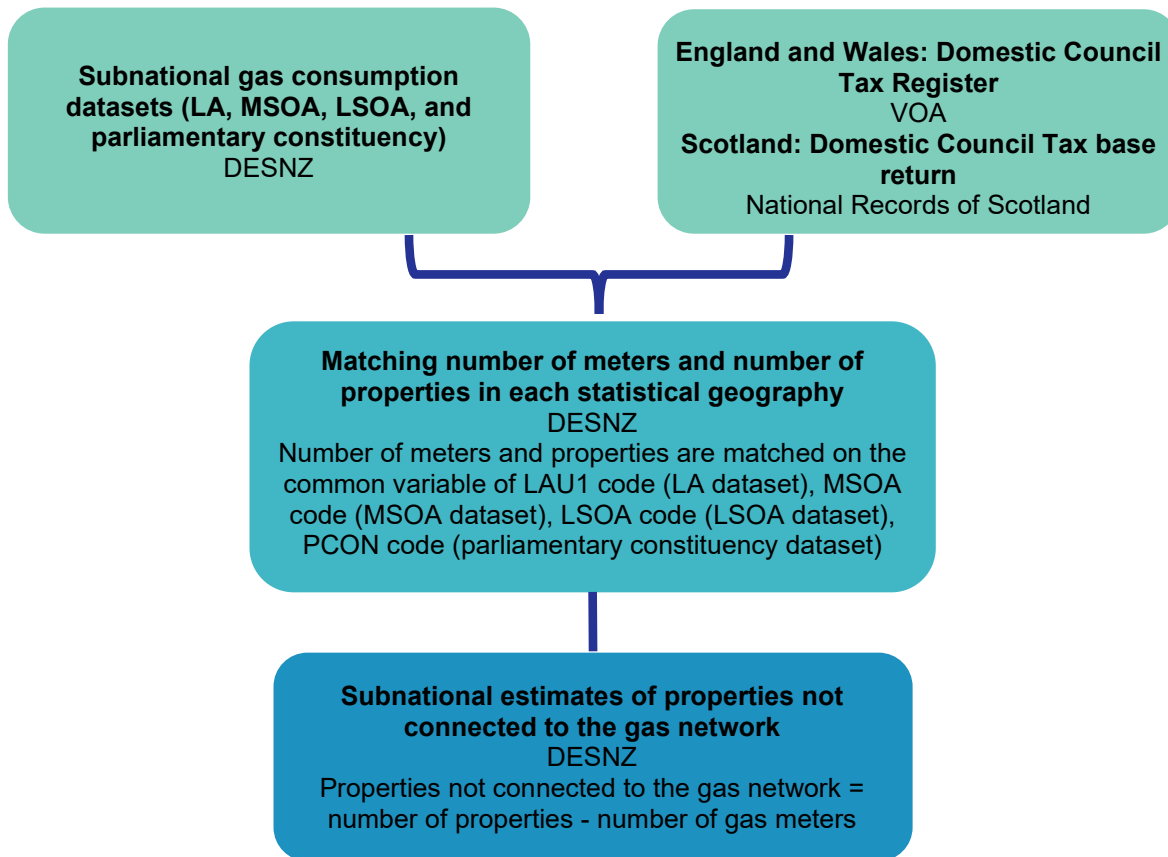 Subnational gas consumption
datasets (LA, MSOA, LSOA, and
parliamentary constituency)
DESNZ
England and Wales: Domestic Council
Tax Register
VOA
Scotland: Domestic Council Tax base
return
National Records of Scotland
Matching number of meters and number of
properties in each statistical geography
DESNZ
Number of meters and properties are matched on the
common variable of LAU1 code (LA dataset), MSOA
code (MSOA dataset), LSOA code (LSOA dataset),
PCON code (parliamentary constituency dataset)
Subnational estimates of properties not
connected to the gas network
DESNZ
Properties not connected to the gas network =
number of properties - number of gas meters